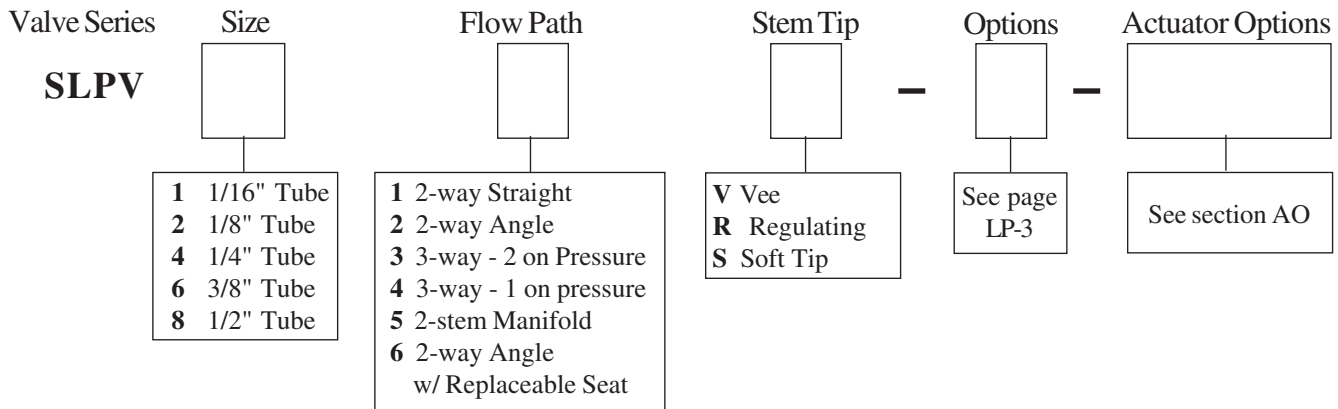 Valve Series Size Flow Path Stem Tip Options Actuator Options
SLPV – –
1 1/16" Tube
2 1/8" Tube
4 1/4" Tube
6 3/8" Tube
8 1/2" Tube
1 2-way Straight
2 2-way Angle
3 3-way - 2 on Pressure
4 3-way - 1 on pressure
5 2-stem Manifold
6 2-way Angle
w/ Replaceable Seat
V Vee
R Regulating
S Soft Tip
See page
LP-3
See section AO